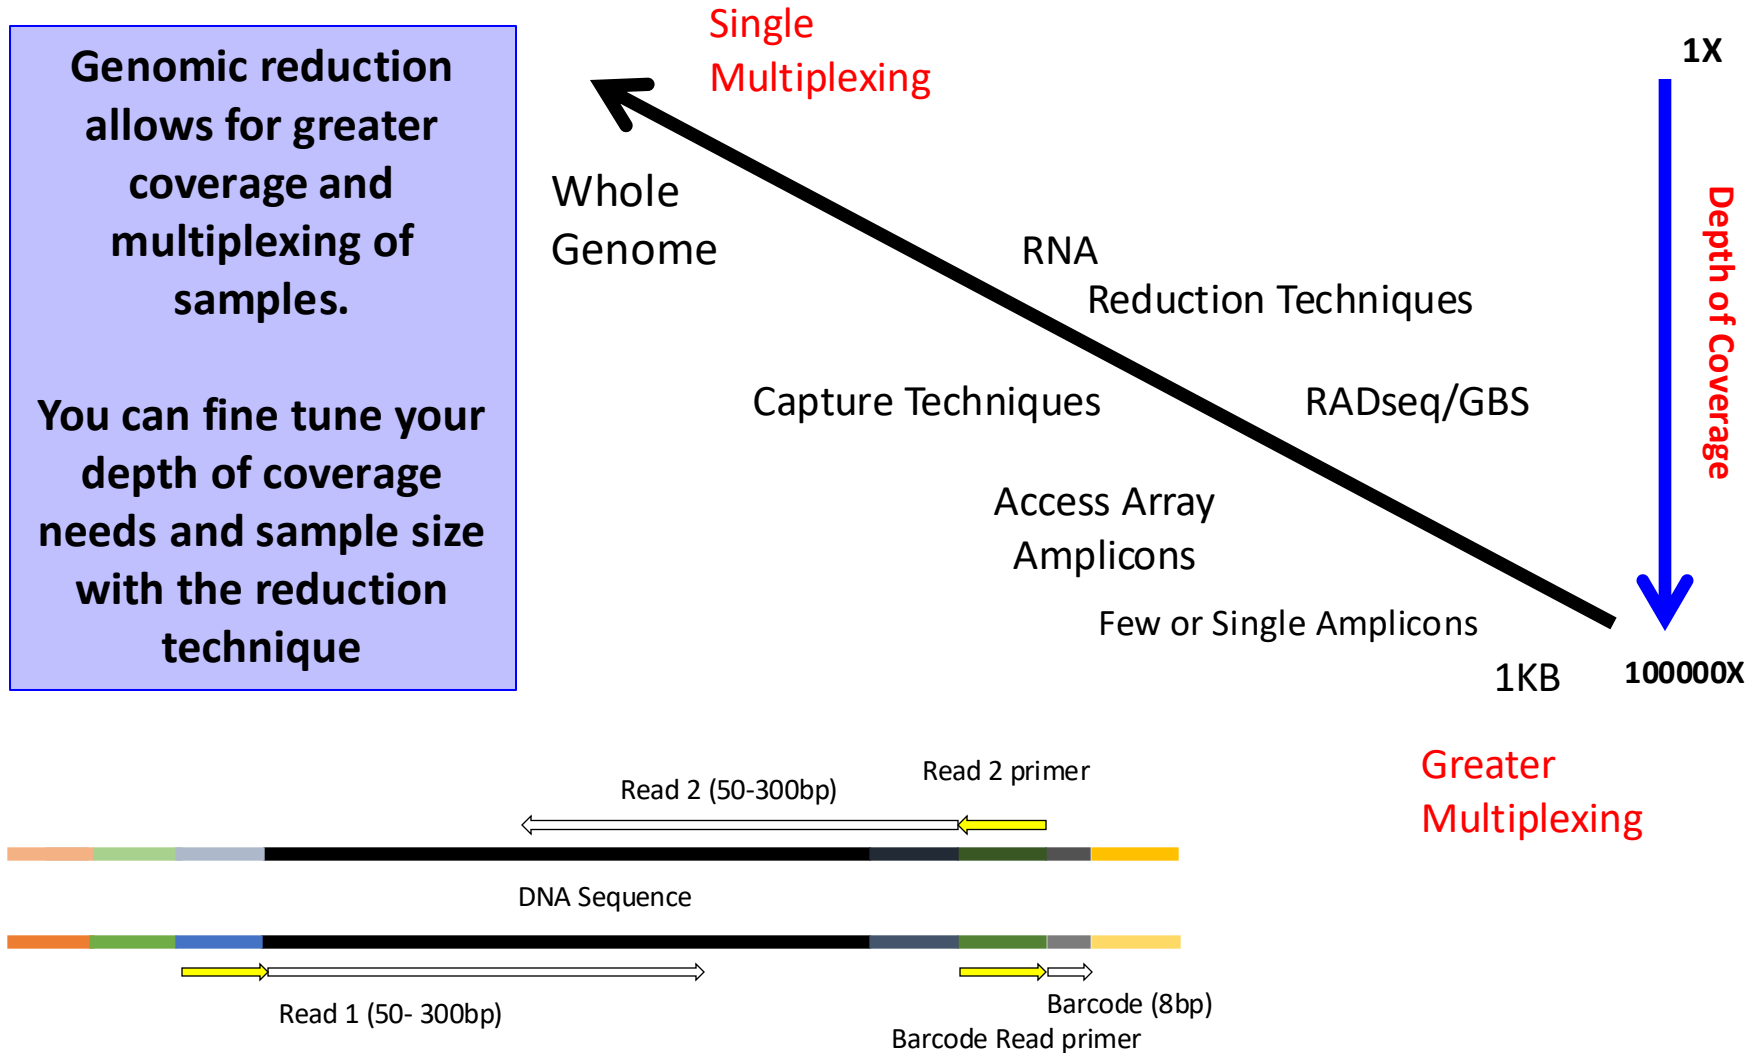 Genomic reduction
allows for greater
coverage and
multiplexing of
samples.
You can fine tune your
depth of coverage
needs and sample size
with the reduction
technique
Single
Multiplexing
1X
Whole
Genome
RNA
Reduction Techniques
Depth of Coverage
Capture Techniques
RADseq/GBS
Access Array
Amplicons
Few or Single Amplicons
1KB
100000X
Greater
Multiplexing
Read 2 primer
Read 2 (50-300bp)
DNA Sequence
Read 1 (50- 300bp)
Barcode (8bp)
Barcode Read primer